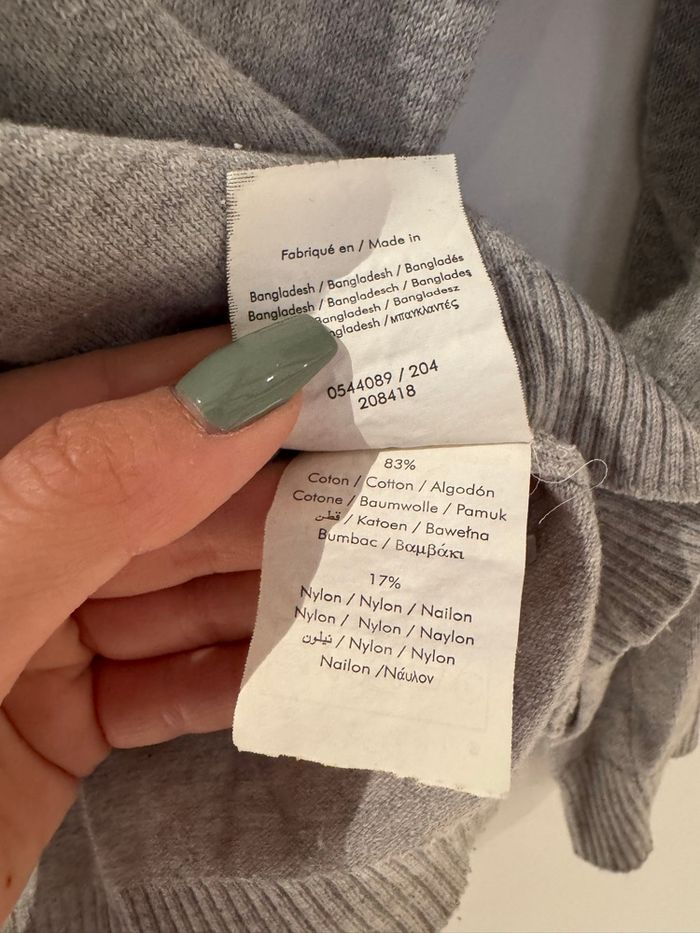 Fabriqué en / Made in
Bangladesh / Bangladesh / Bangladés
Bangladesh / Bangladesch / Bangladeş
Bangladesh / Bangladesz
/ μπανκλαντές
0544089 / 204
208418
83%
Coton / Cotton / Algodón
Cotone / Baumwolle / Pamuk
قطن / Katoen / Bawełna
Bumbac / Βαμβάκι
17%
Nylon / Nylon / Nailon
Nylon / Nylon / Naylon
نيلون / Nylon / Nylon
Nailon /Νάυλον